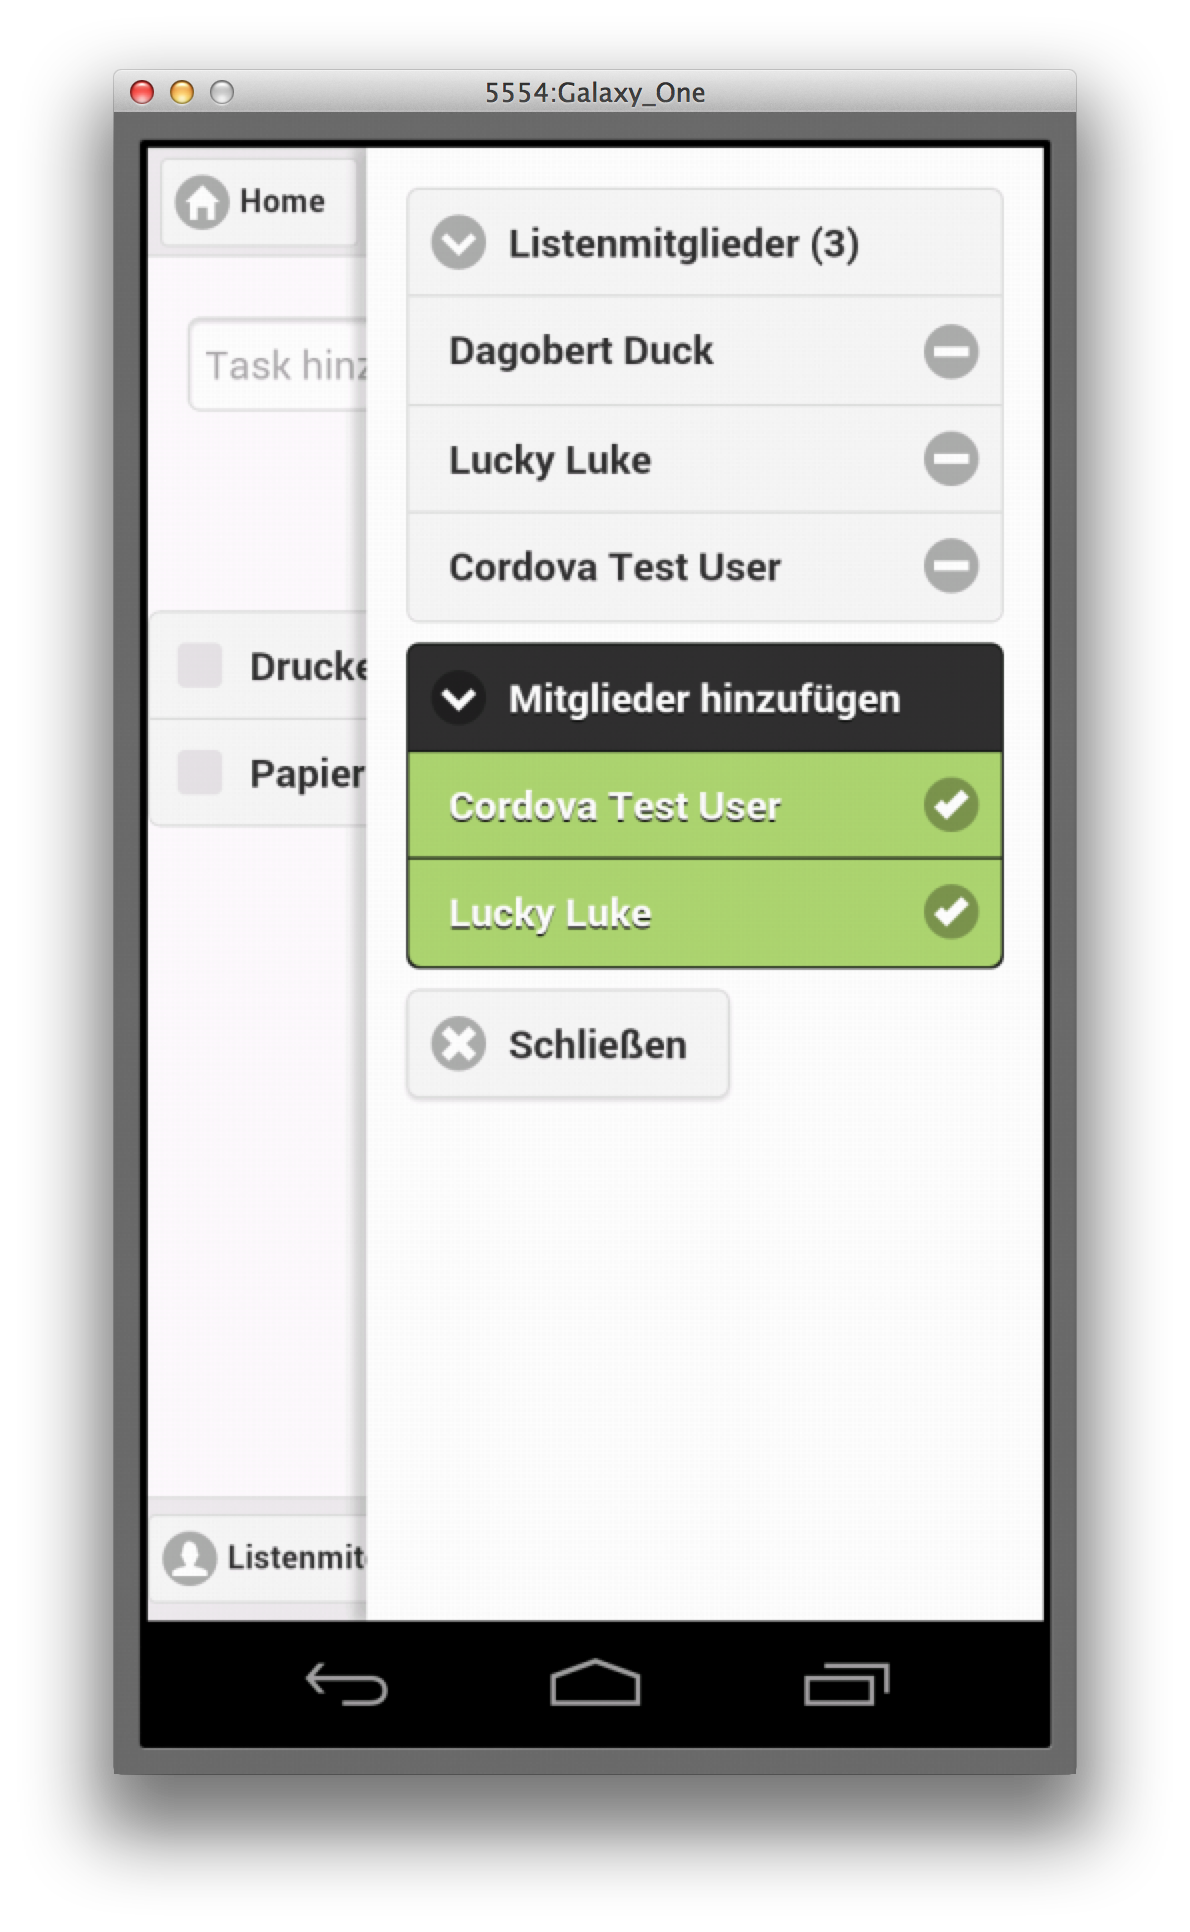 5554:Galaxy_One
Home
Task hinz
Drucke
Papier
Listenmit
Listenmitglieder (3)
Dagobert Duck
Lucky Luke
Cordova Test User
Mitglieder hinzufügen
Cordova Test User
Lucky Luke
Schließen